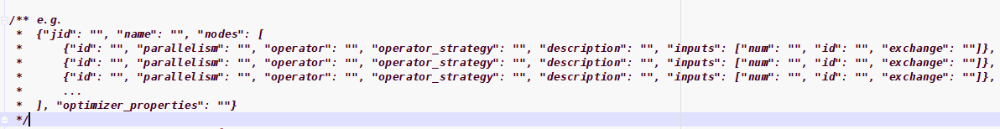 /** e.g.
* {"jid": "", "name": "", "nodes": [
* {"id": "", "parallelism": "", "operator": "", "operator_strategy": "", "description": "", "inputs": ["num": "", "id": "", "exchange": ""]},
* {"id": "", "parallelism": "", "operator": "", "operator_strategy": "", "description": "", "inputs": ["num": "", "id": "", "exchange": ""]},
* {"id": "", "parallelism": "", "operator": "", "operator_strategy": "", "description": "", "inputs": ["num": "", "id": "", "exchange": ""]},
* ...
* ], "optimizer_properties": ""}
*/